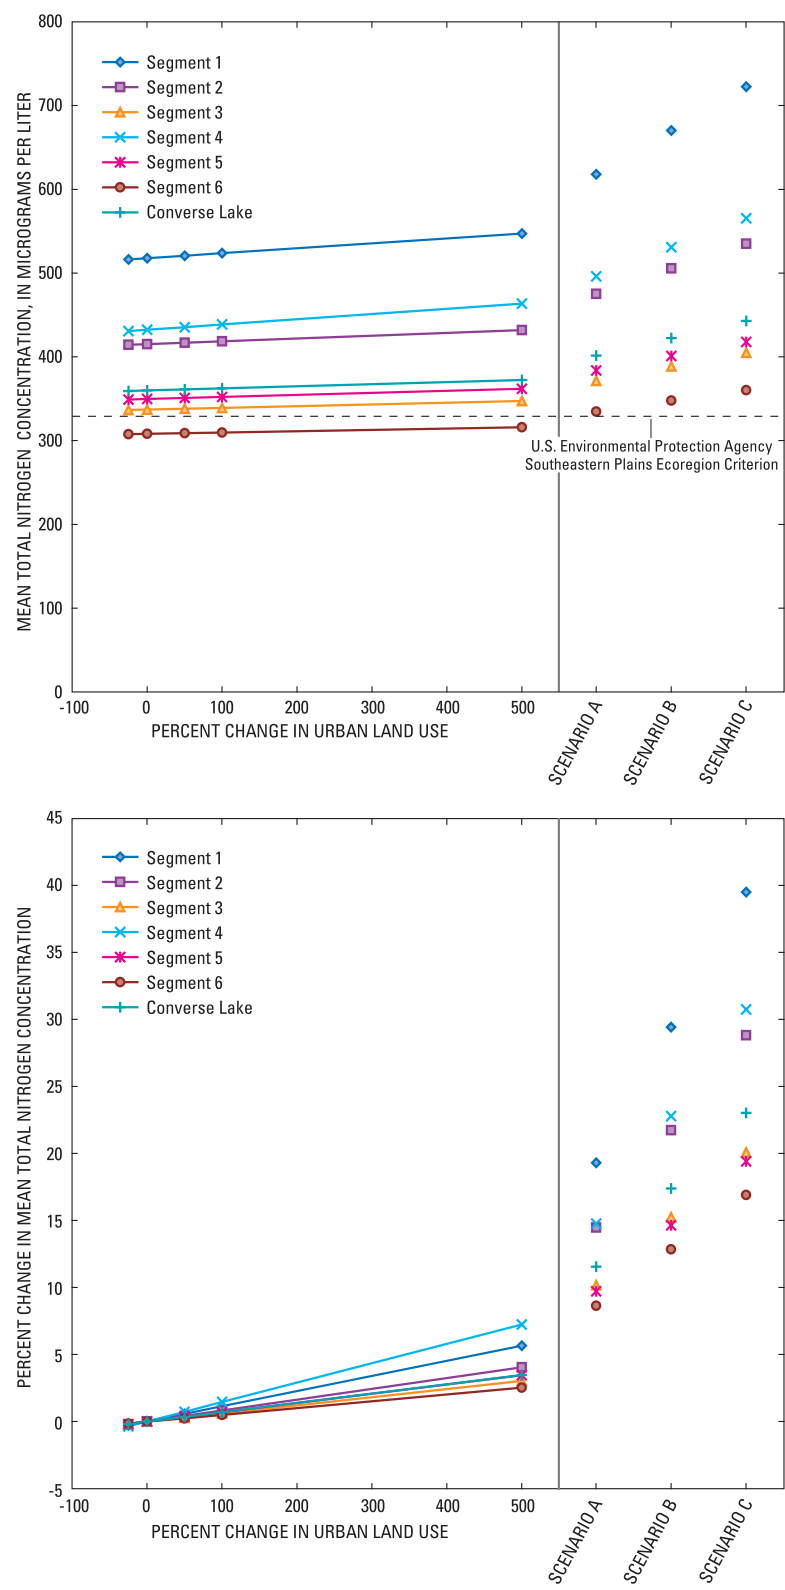 800
700
600
500
400
300
200
100
0
MEAN TOTAL NITROGEN CONCENTRATION, IN MICROGRAMS PER LITER
Segment 1
Segment 2
Segment 3
Segment 4
Segment 5
Segment 6
Converse Lake
U.S. Environmental Protection Agency
Southeastern Plains Ecoregion Criterion
-100 0 100 200 300 400 500
PERCENT CHANGE IN URBAN LAND USE
SCENARIO A
SCENARIO B
SCENARIO C
45
40
35
30
25
20
15
10
5
0
-5
PERCENT CHANGE IN MEAN TOTAL NITROGEN CONCENTRATION
Segment 1
Segment 2
Segment 3
Segment 4
Segment 5
Segment 6
Converse Lake
-100 0 100 200 300 400 500
PERCENT CHANGE IN URBAN LAND USE
SCENARIO A
SCENARIO B
SCENARIO C